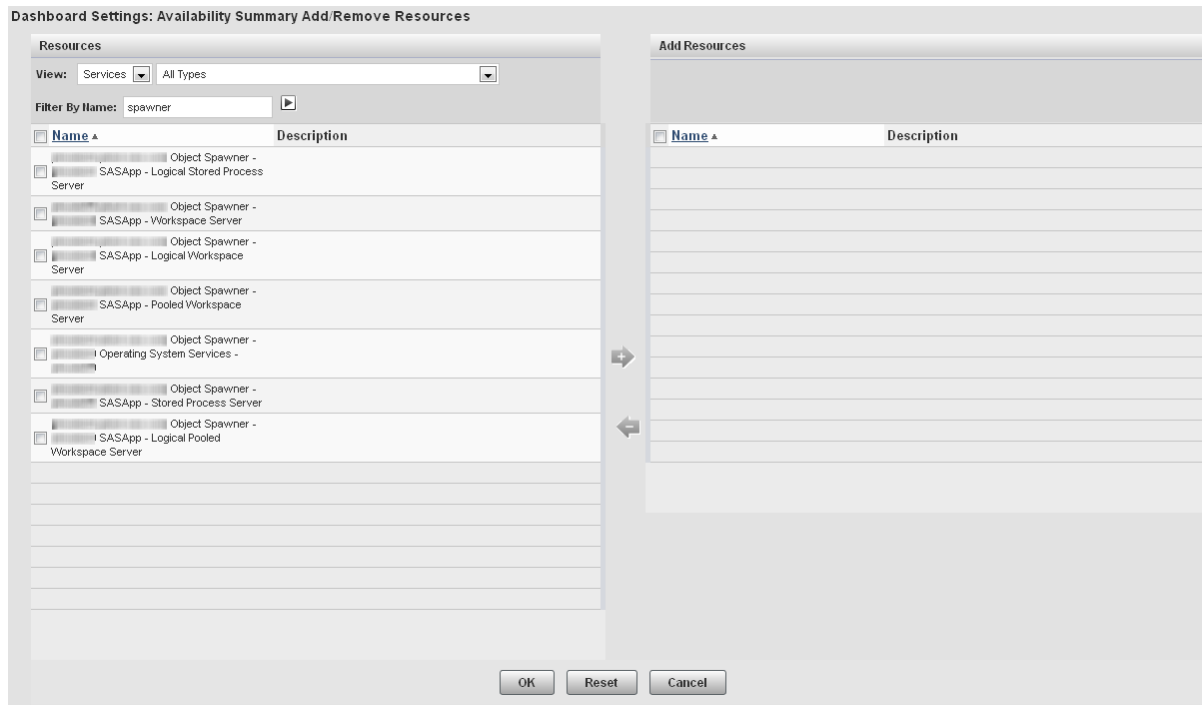 Dashboard Settings: Availability Summary Add/Remove Resources
Resources
View: Services All Types
Filter By Name: spawner
Name Description
Object Spawner -
SASApp - Logical Stored Process
Server
Object Spawner -
SASApp - Workspace Server
Object Spawner -
SASApp - Logical Workspace
Server
Object Spawner -
SASApp - Pooled Workspace
Server
Object Spawner -
Operating System Services -
Object Spawner -
SASApp - Stored Process Server
Object Spawner -
SASApp - Logical Pooled
Workspace Server
Add Resources
Name Description
OK Reset Cancel